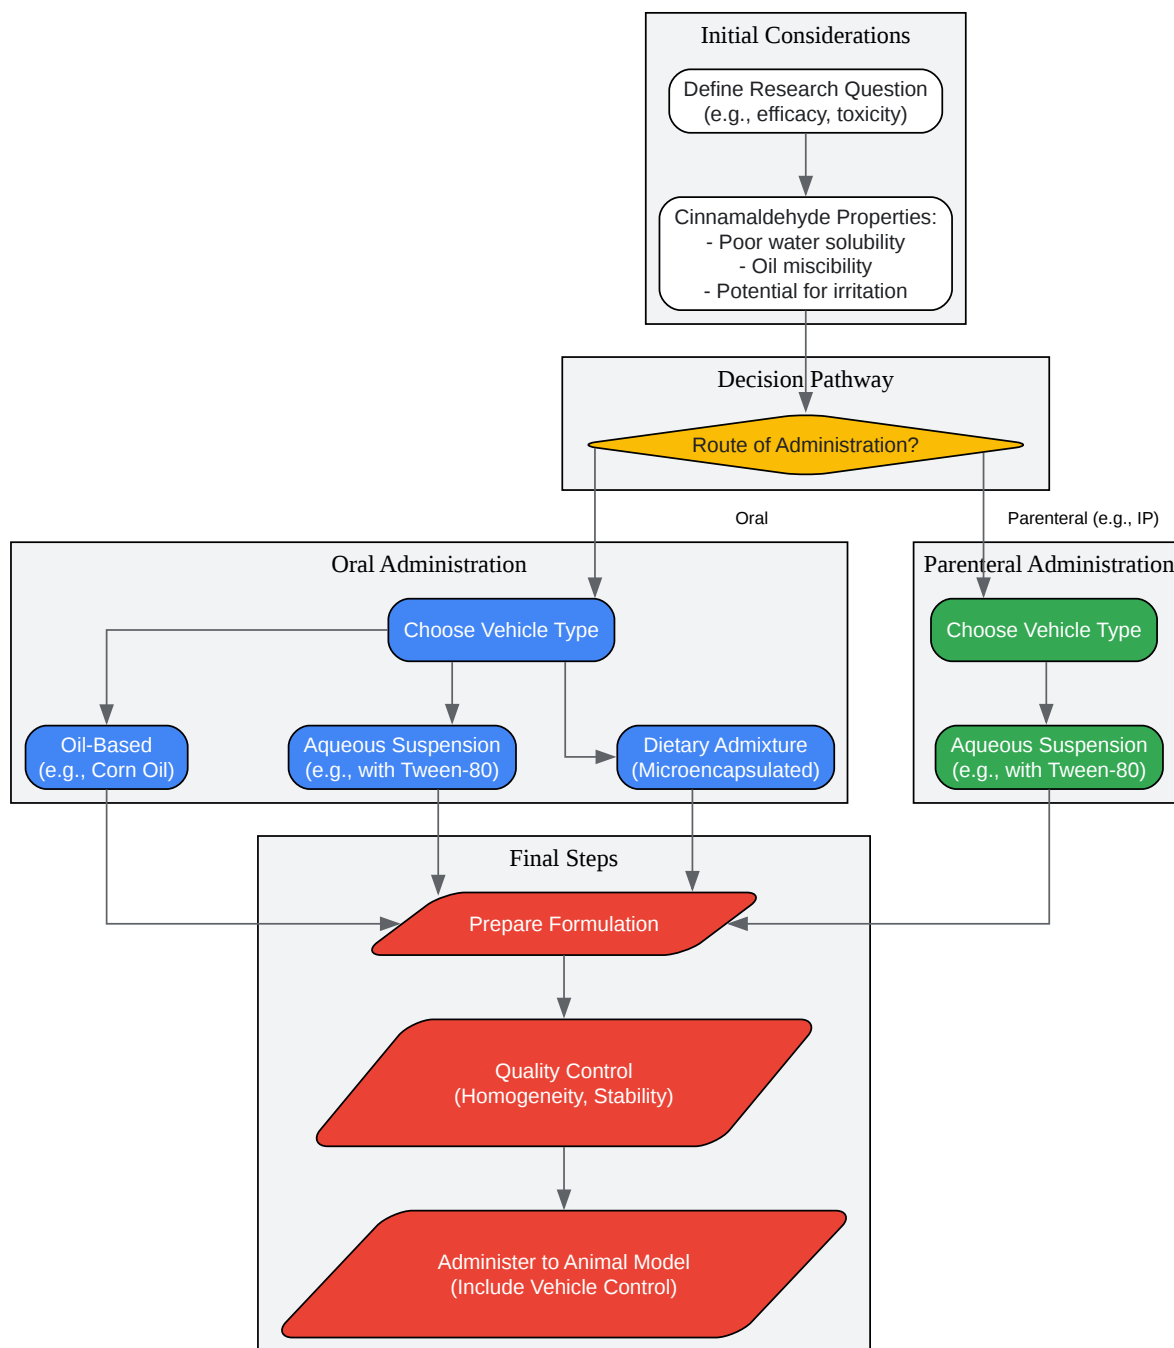 Initial Considerations
Define Research Question
(e.g., efficacy, toxicity)
Cinnamaldehyde Properties:
- Poor water solubility
- Oil miscibility
- Potential for irritation
Decision Pathway
Route of Administration?
Oral
Parenteral (e.g., IP)
Oral Administration
Choose Vehicle Type
Oil-Based
(e.g., Corn Oil)
Aqueous Suspension
(e.g., with Tween-80)
Dietary Admixture
(Microencapsulated)
Parenteral Administration
Choose Vehicle Type
Aqueous Suspension
(e.g., with Tween-80)
Final Steps
Prepare Formulation
Quality Control
(Homogeneity, Stability)
Administer to Animal Model
(Include Vehicle Control)